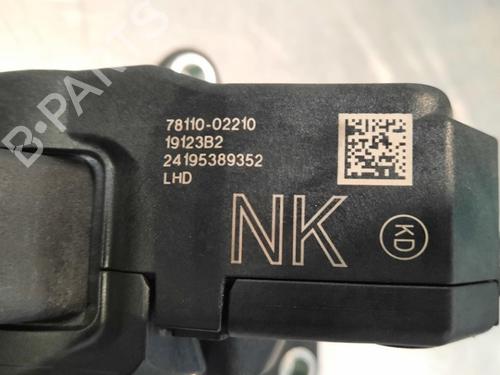 B-PARTS
78110-02210
19123B2
24195389352
LHD
NK
KD